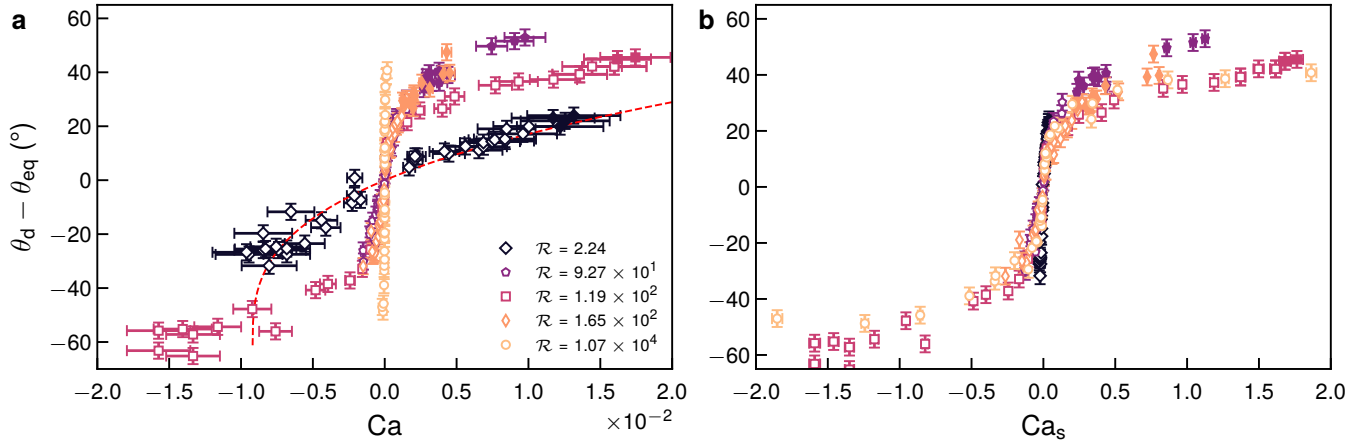 a
60
40
20
0
−20
−40
−60
θd − θeq (°)
−2.0 −1.5 −1.0 −0.5 0.0 0.5 1.0 1.5 2.0
×10−2
Ca
ℛ = 2.24
ℛ = 9.27 × 10¹
ℛ = 1.19 × 10²
ℛ = 1.65 × 10²
ℛ = 1.07 × 10⁴
b
60
40
20
0
−20
−40
−60
−2.0 −1.5 −1.0 −0.5 0.0 0.5 1.0 1.5 2.0
Caₛ